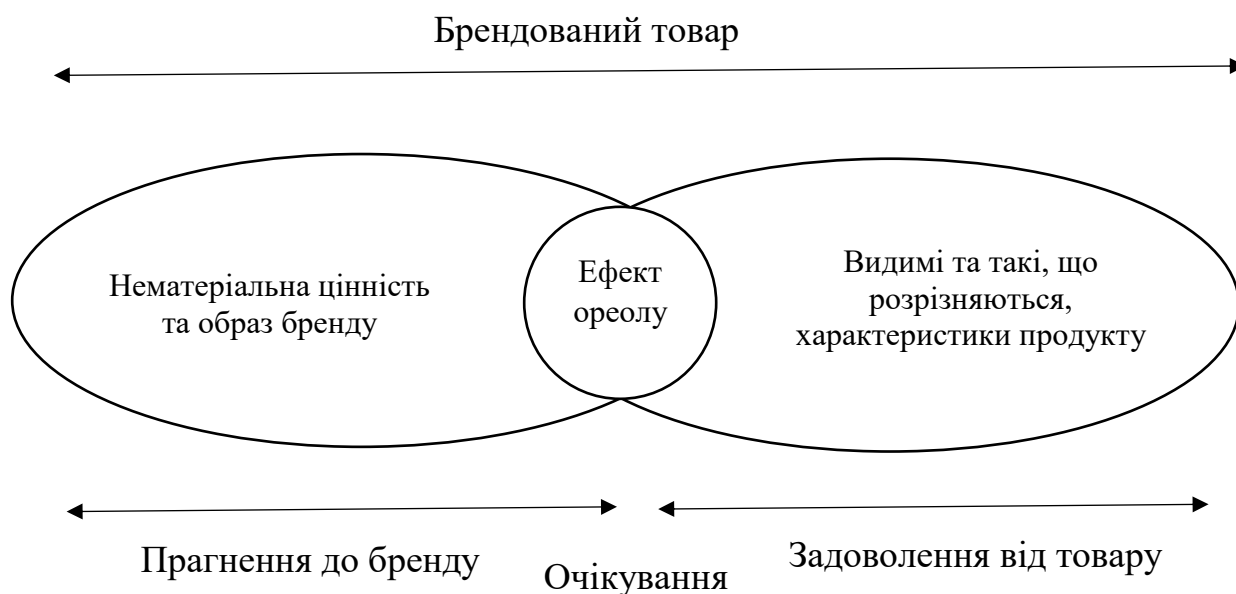 Брендований товар
Нематеріальна цінність
та образ бренду
Ефект
ореолу
Видимі та такі, що
розрізняються,
характеристики продукту
Прагнення до бренду
Очікування
Задоволення від товару